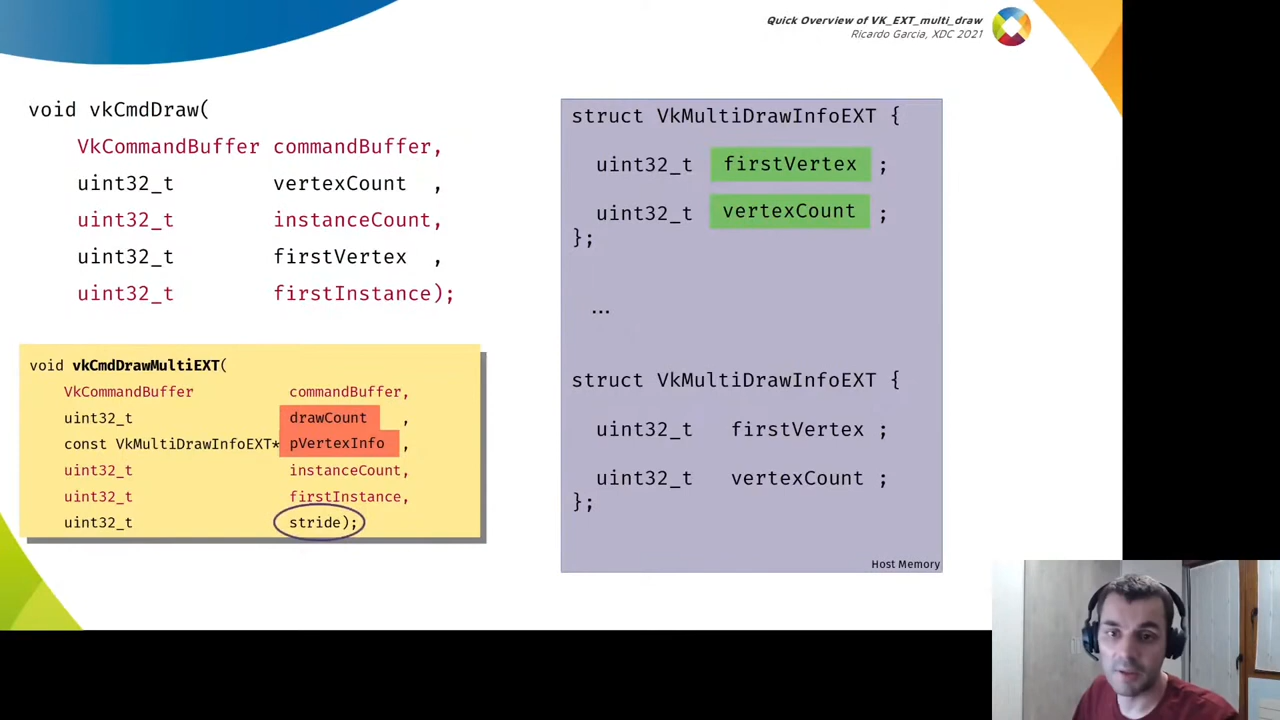 Quick Overview of VK_EXT_multi_draw
Ricardo Garcia, XDC 2021
void vkCmdDraw(
VkCommandBuffer commandBuffer,
uint32_t vertexCount ,
uint32_t instanceCount,
uint32_t firstVertex ,
uint32_t firstInstance);
void vkCmdDrawMultiEXT(
VkCommandBuffer commandBuffer,
uint32_t drawCount ,
const VkMultiDrawInfoEXT* pVertexInfo ,
uint32_t instanceCount,
uint32_t firstInstance,
uint32_t stride);
struct VkMultiDrawInfoEXT {
uint32_t firstVertex ;
uint32_t vertexCount ;
};
...
struct VkMultiDrawInfoEXT {
uint32_t firstVertex ;
uint32_t vertexCount ;
};
Host Memory